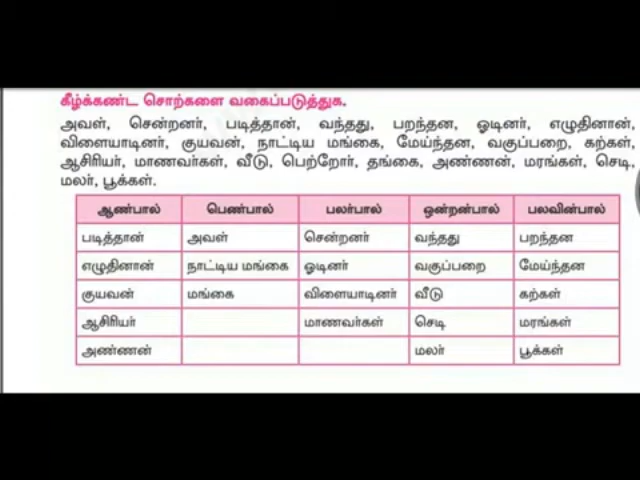 கீழ்க்கண்ட சொற்களை வகைப்படுத்துக.
அவள், சென்றனர், படித்தான், வந்தது, பறந்தன, ஓடினர், எழுதினான்,
விளையாடினர், குயவன், நாட்டிய மங்கை, மேய்ந்தன, வகுப்பறை, கற்கள்,
ஆசிரியர், மாணவர்கள், வீடு, பெற்றோர், தங்கை, அண்ணன், மரங்கள், செடி,
மலர், பூக்கள்.
ஆண்பால் பெண்பால் பலர்பால் ஒன்றன்பால் பலவின்பால்
படித்தான் அவள் சென்றனர் வந்தது பறந்தன
எழுதினான் நாட்டிய மங்கை ஓடினர் வகுப்பறை மேய்ந்தன
குயவன் மங்கை விளையாடினர் வீடு கற்கள்
ஆசிரியர் மாணவர்கள் செடி மரங்கள்
அண்ணன் மலர் பூக்கள்